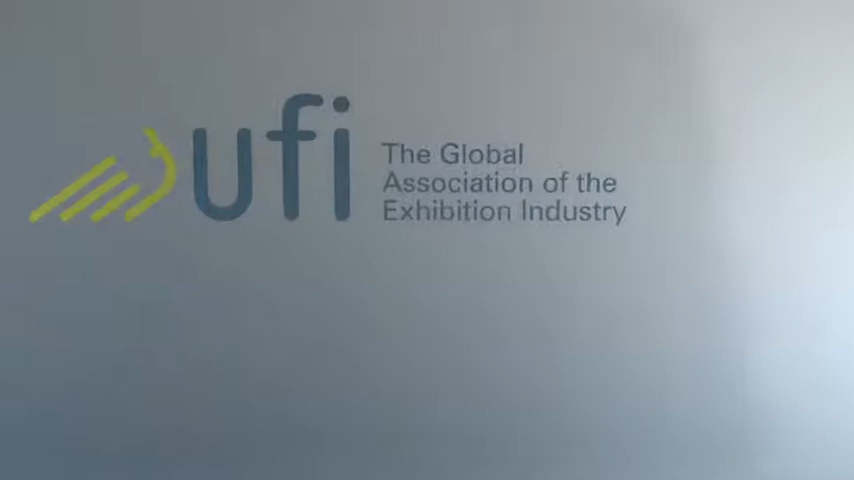 ufi
The Global
Association of the
Exhibition Industry